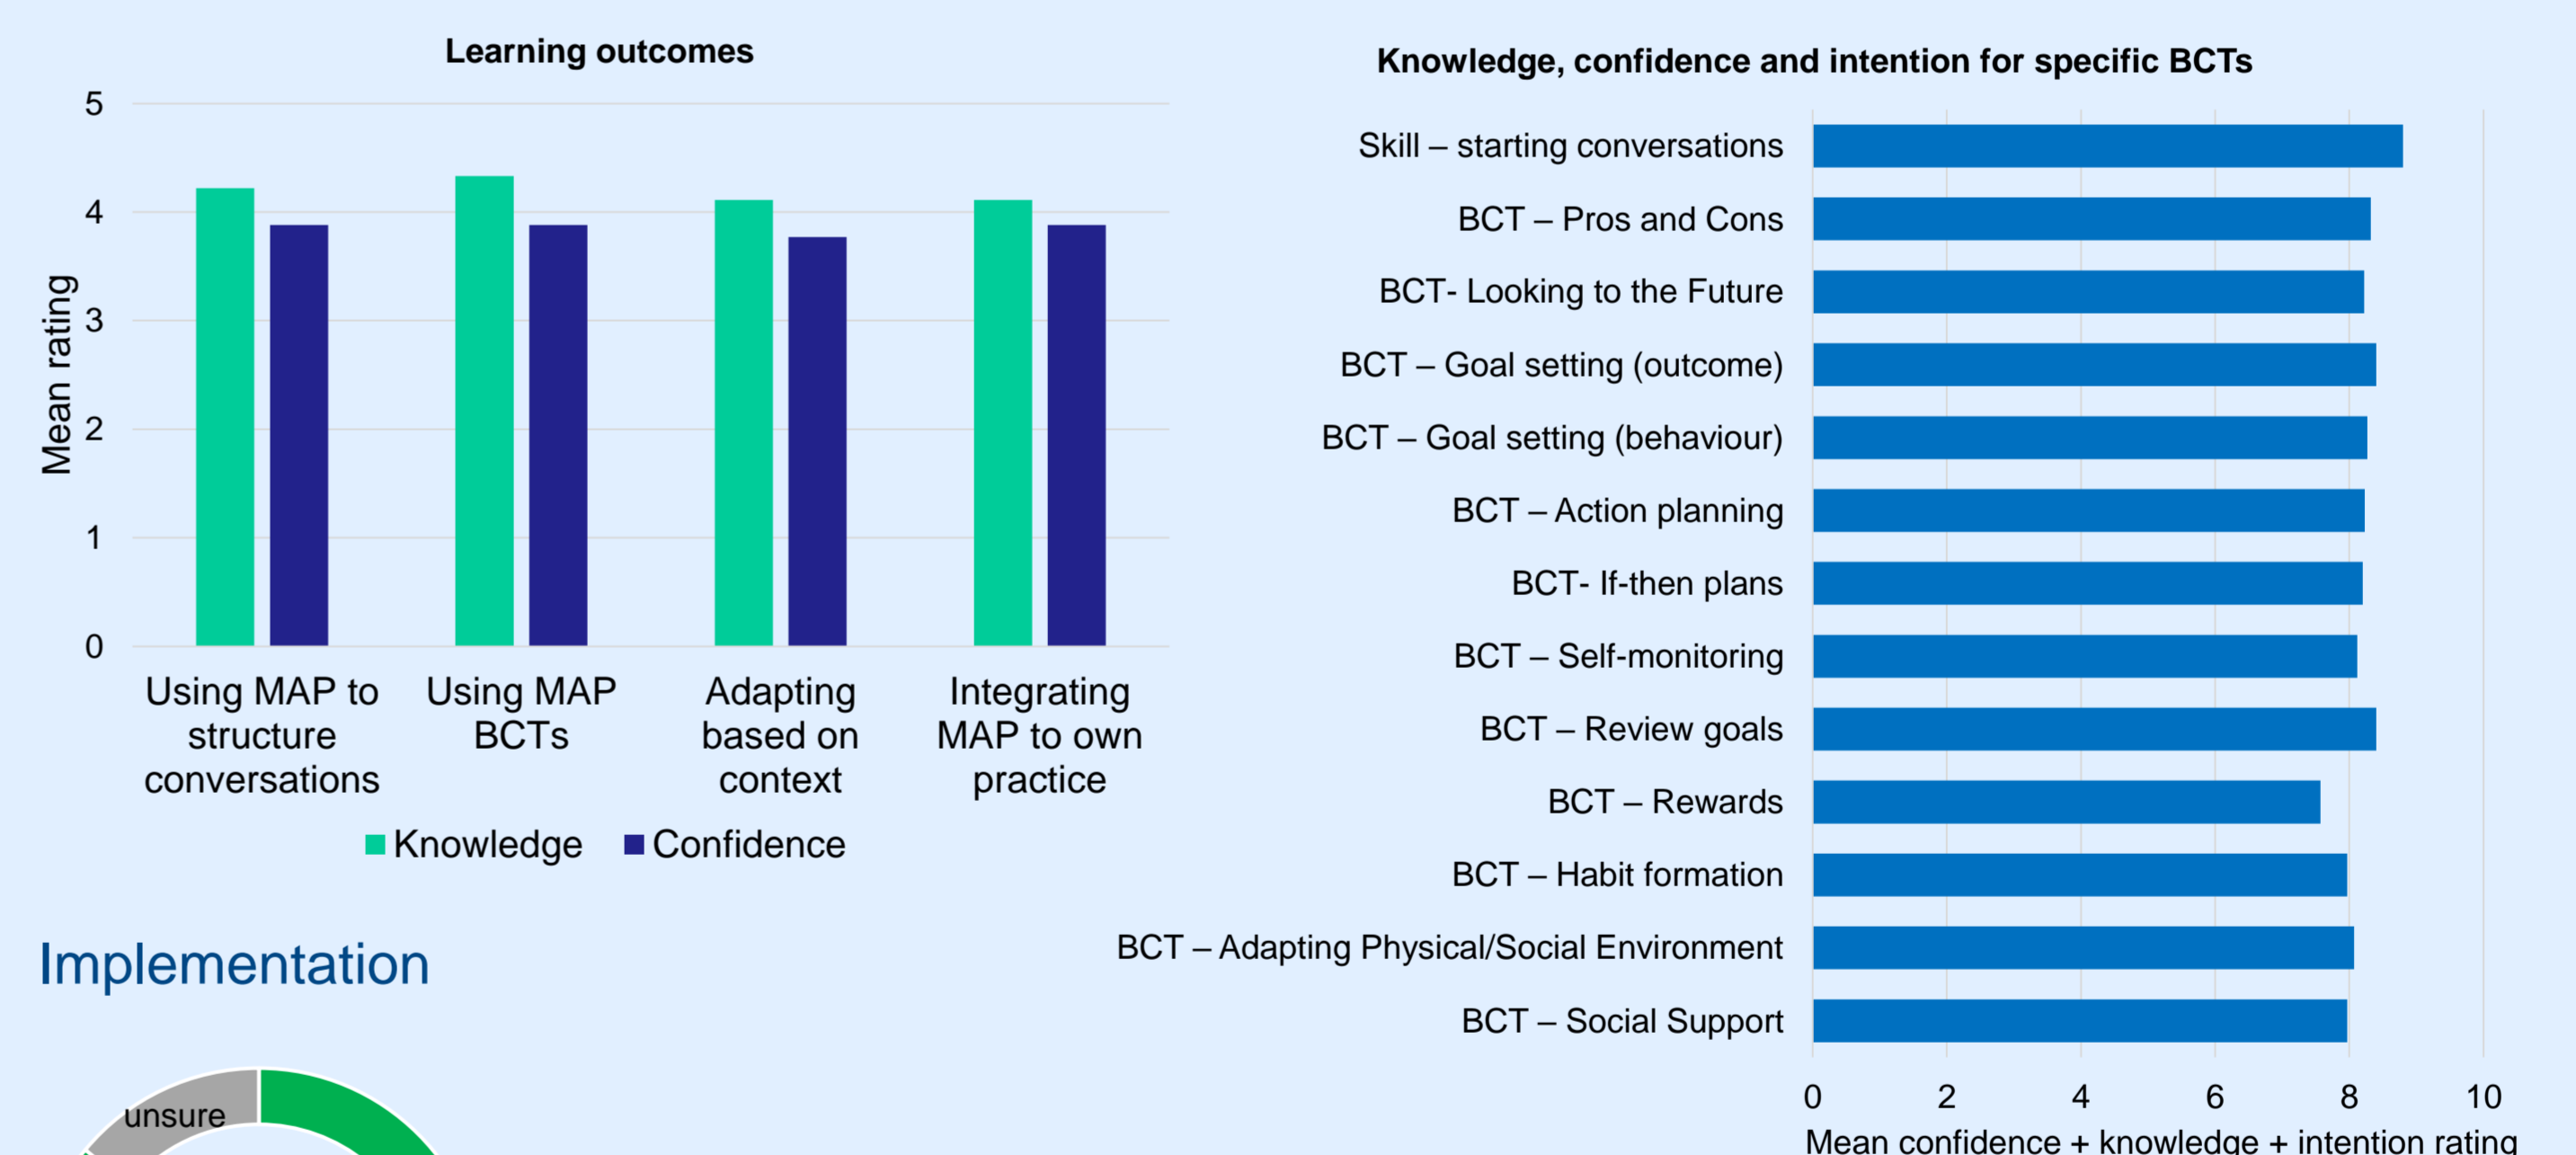 Learning outcomes
5
4
3
2
1
0
Mean rating
Using MAP to
structure
conversations
Using MAP
BCTs
Adapting
based on
context
Integrating
MAP to own
practice
Knowledge
Confidence
Knowledge, confidence and intention for specific BCTs
Skill – starting conversations
BCT – Pros and Cons
BCT- Looking to the Future
BCT – Goal setting (outcome)
BCT – Goal setting (behaviour)
BCT – Action planning
BCT- If-then plans
BCT – Self-monitoring
BCT – Review goals
BCT – Rewards
BCT – Habit formation
BCT – Adapting Physical/Social Environment
BCT – Social Support
0 2 4 6 8 10
Mean confidence + knowledge + intention rating
Implementation
unsure